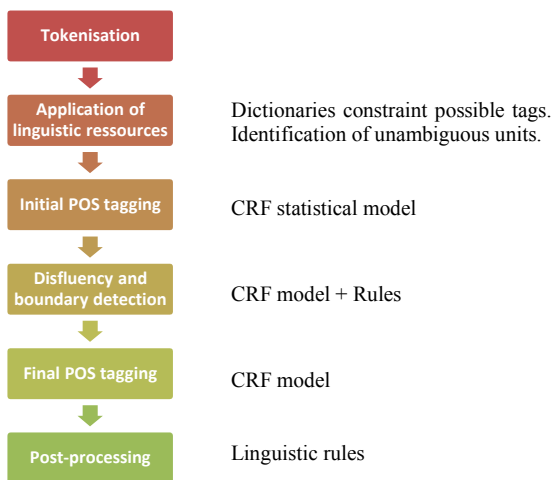 Tokenisation
Application of
linguistic ressources
Dictionaries constraint possible tags.
Identification of unambiguous units.
Initial POS tagging
CRF statistical model
Disfluency and
boundary detection
CRF model + Rules
Final POS tagging
CRF model
Post-processing
Linguistic rules